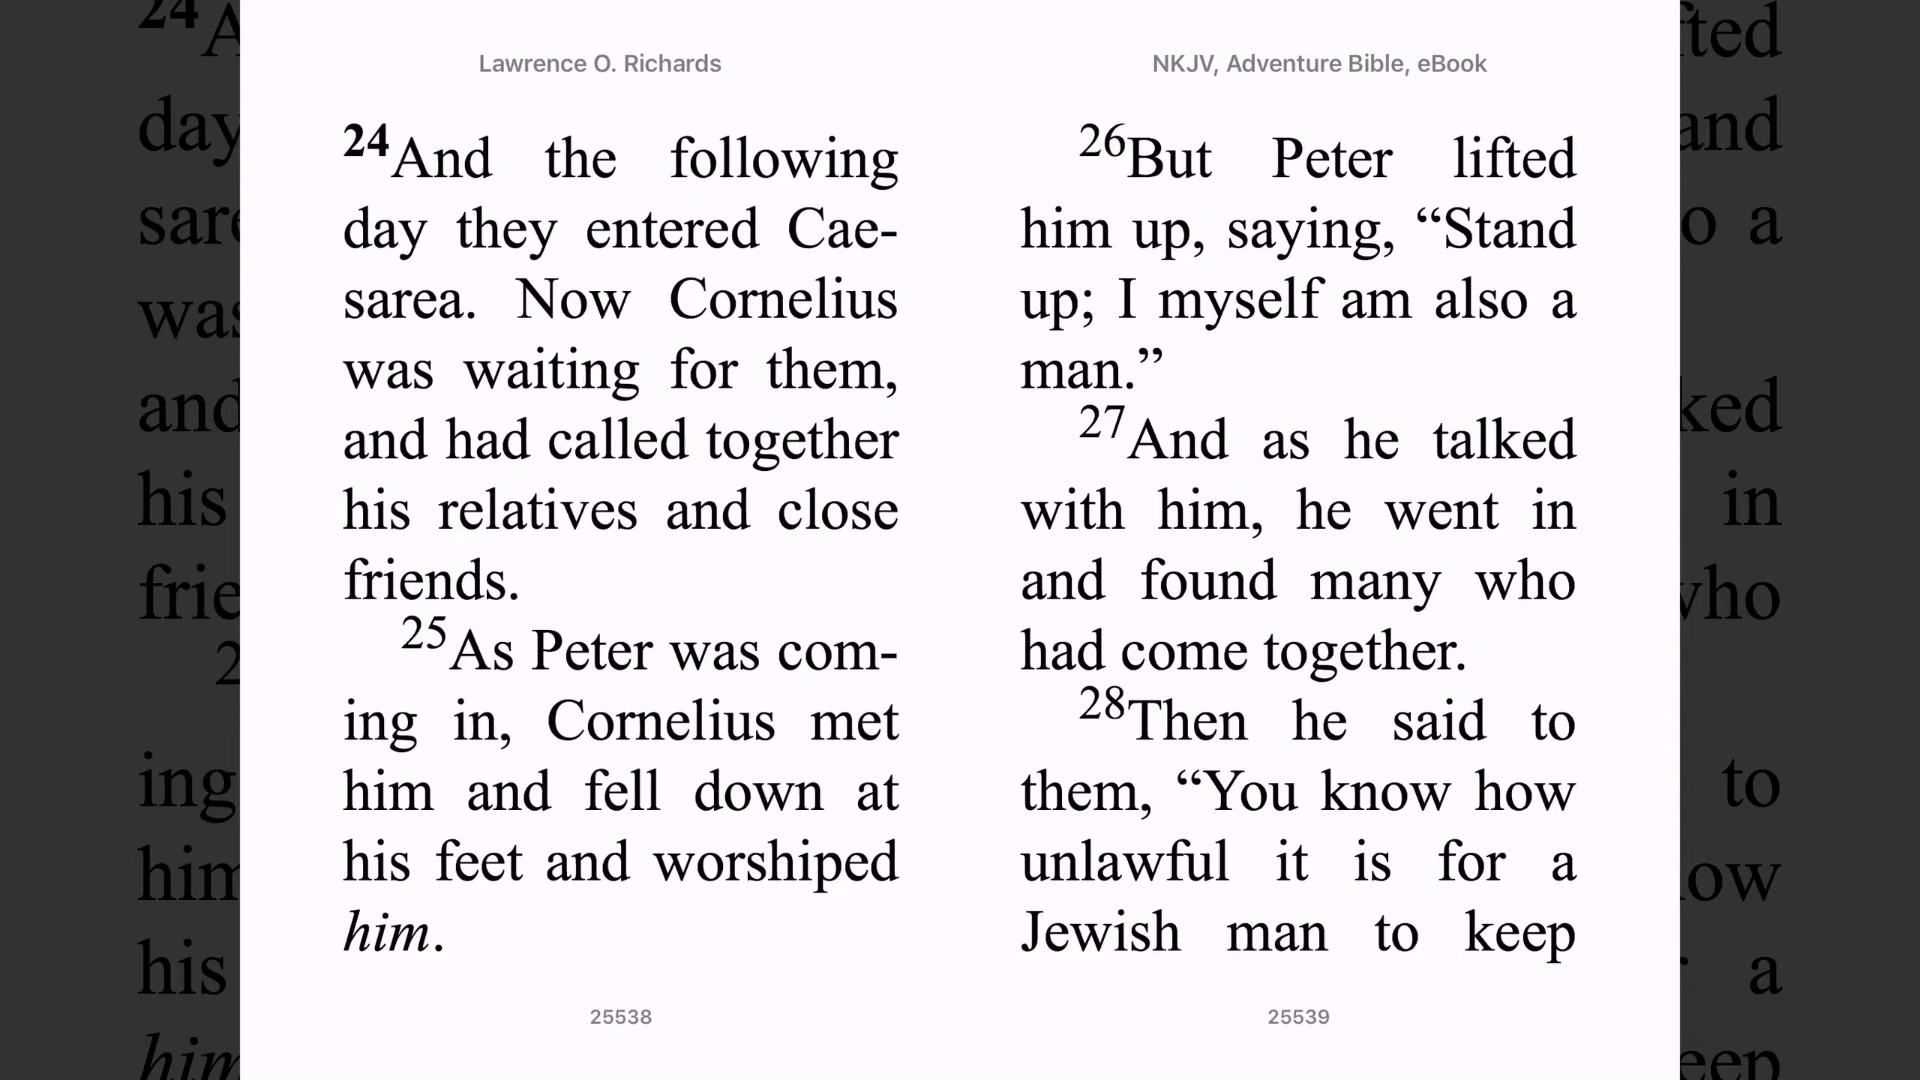 Lawrence O. Richards
24And the following
day they entered Cae-
sarea. Now Cornelius
was waiting for them,
and had called together
his relatives and close
friends.
25As Peter was com-
ing in, Cornelius met
him and fell down at
his feet and worshiped
him.
25538
NKJV, Adventure Bible, eBook
26But Peter lifted
him up, saying, “Stand
up; I myself am also a
man.”
27And as he talked
with him, he went in
and found many who
had come together.
28Then he said to
them, “You know how
unlawful it is for a
Jewish man to keep
25539